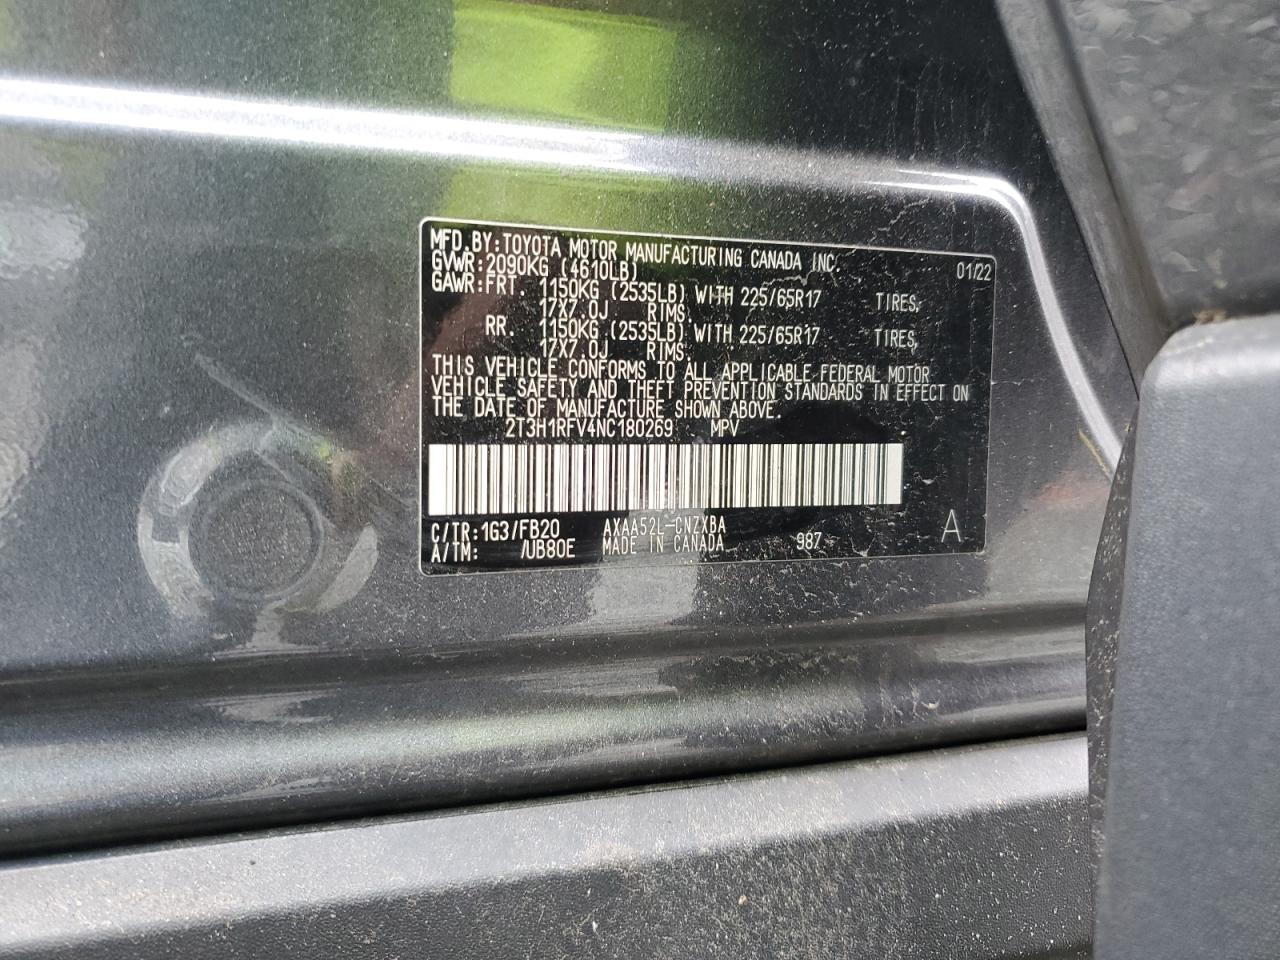 MFD.BY:TOYOTA MOTOR MANUFACTURING CANADA INC. 01/22
GVWR:2090KG (4610LB)
GAWR:FRT. 1150KG (2535LB) WITH 225/65R17 TIRES,
17X7.0J RIMS.
RR. 1150KG (2535LB) WITH 225/65R17 TIRES,
17X7.0J RIMS.
THIS VEHICLE CONFORMS TO ALL APPLICABLE FEDERAL MOTOR
VEHICLE SAFETY AND THEFT PREVENTION STANDARDS IN EFFECT ON
THE DATE OF MANUFACTURE SHOWN ABOVE.
2T3H1RFV4NC180269 MPV
C/TR:1G3/FB20 AXAA52L-CNZXBA A
A/TM: /UB80E MADE IN CANADA 987